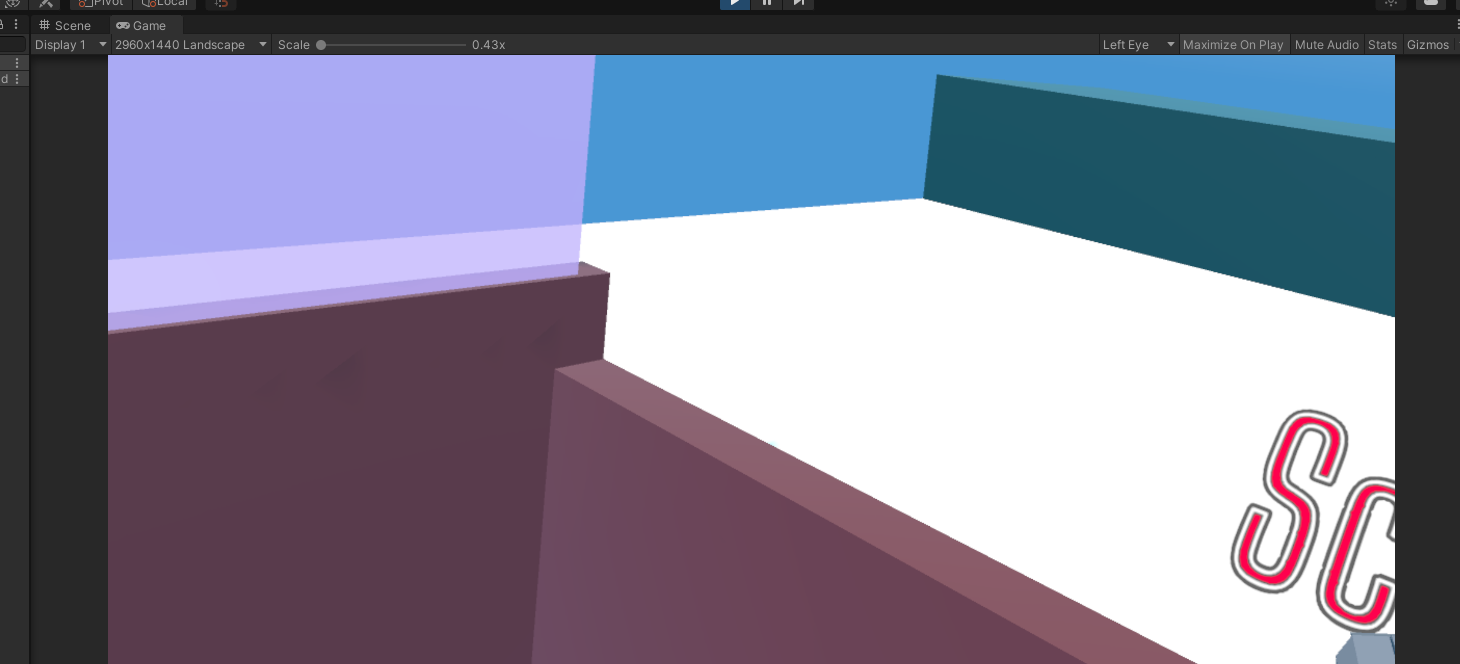 Pivot
Local
Scene
Game
Display 1
2960x1440 Landscape
Scale
0.43x
Left Eye
Maximize On Play
Mute Audio
Stats
Gizmos
d
SC